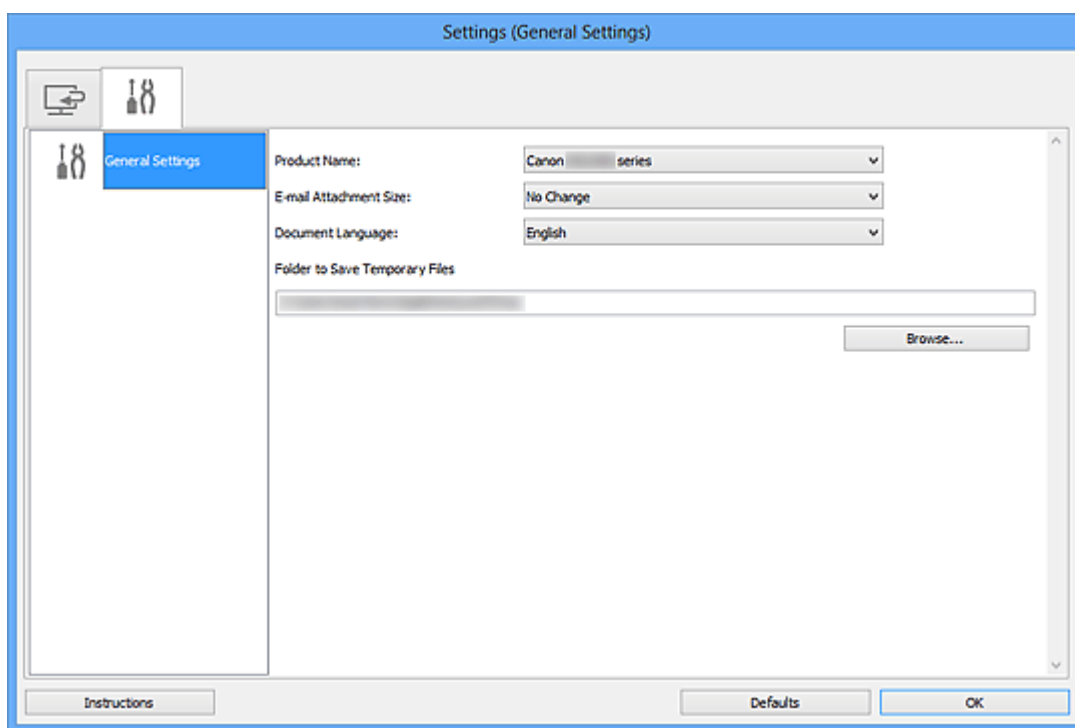 Settings (General Settings)
General Settings
Product Name:
Canon series
E-mail Attachment Size:
No Change
Document Language:
English
Folder to Save Temporary Files
Browse...
Instructions
Defaults
OK